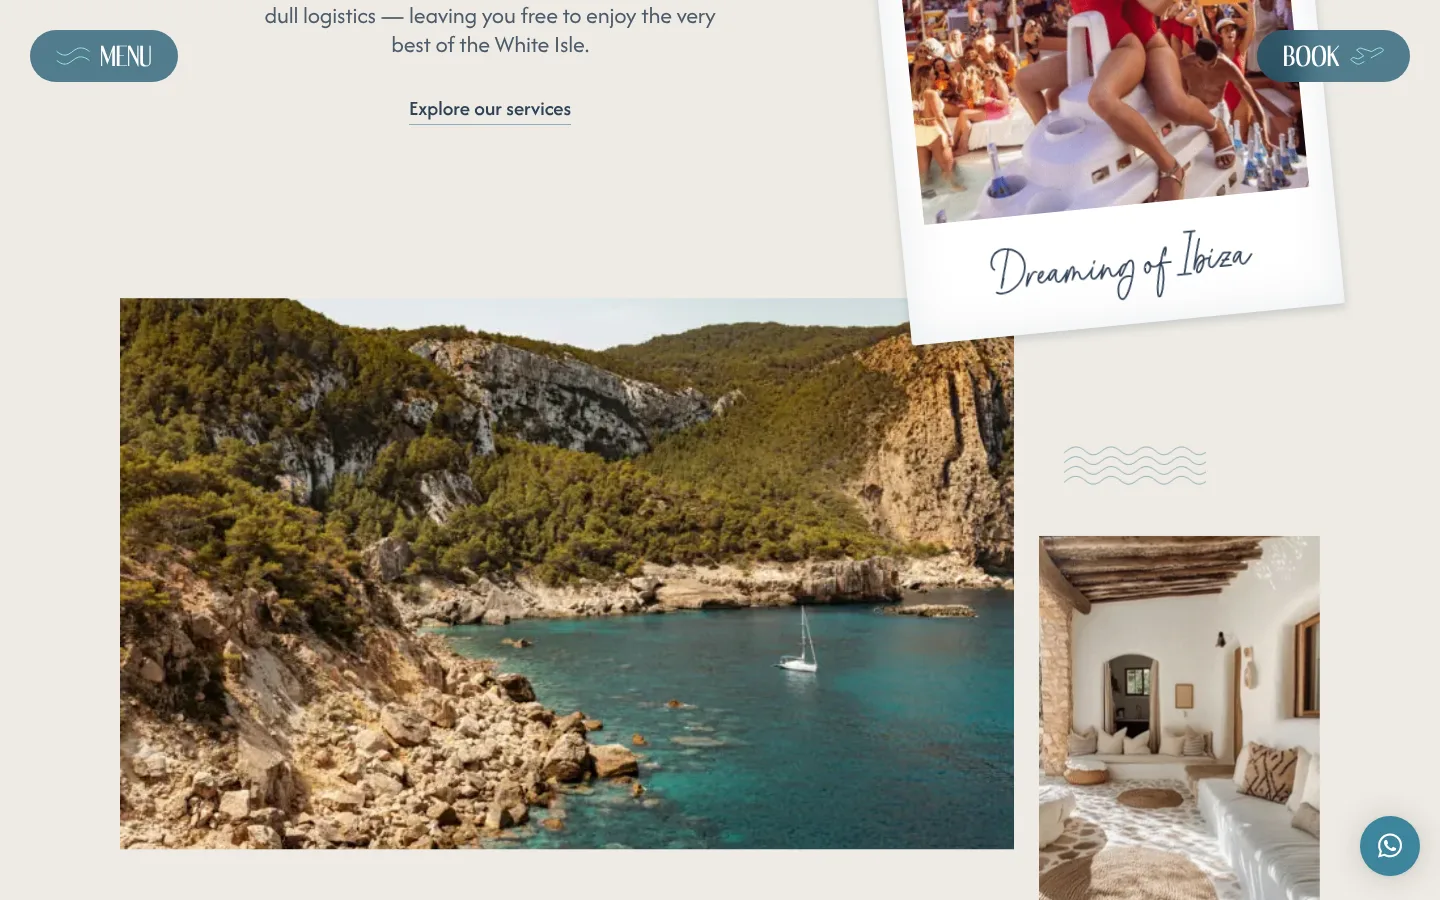 dull logistics — leaving you free to enjoy the very
best of the White Isle.
MENU
BOOK
Explore our services
Dreaming of Ibiza